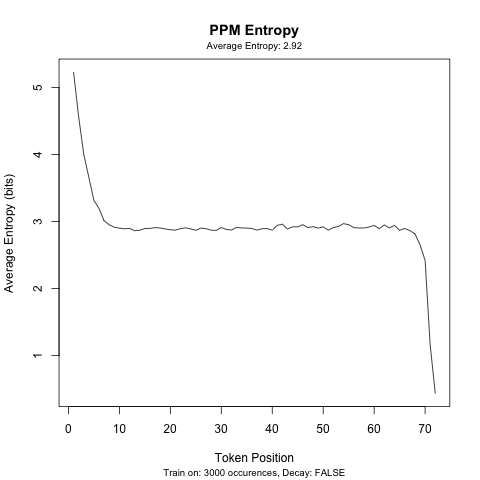 PPM Entropy
Average Entropy: 2.92
Average Entropy (bits)
5
4
3
2
1
0 10 20 30 40 50 60 70
Token Position
Train on: 3000 occurences, Decay: FALSE